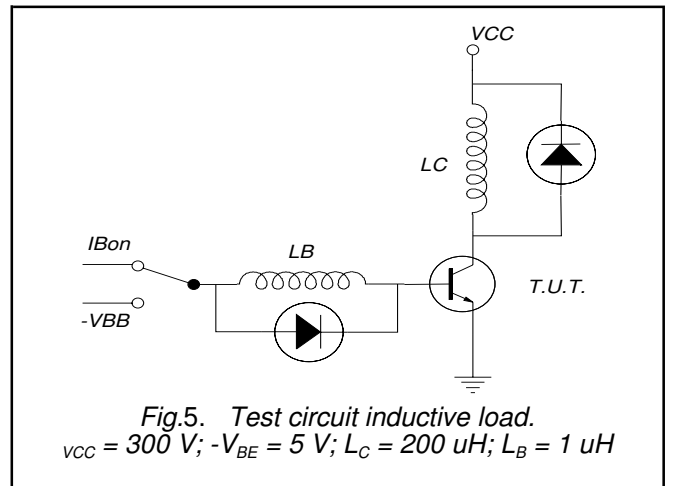 VCC
LC
IBon
LB
-VBB
T.U.T.
Fig.5. Test circuit inductive load.
VCC = 300 V; -VBE = 5 V; LC = 200 uH; LB = 1 uH